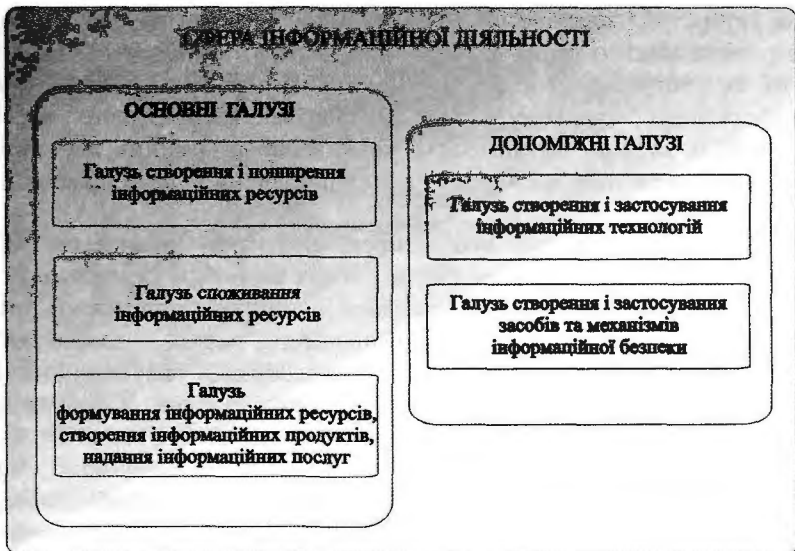 СФЕРА ІНФОРМАЦІЙНОЇ ДІЯЛЬНОСТІ
ОСНОВНІ ГАЛУЗІ
Галузь створення і поширення
інформаційних ресурсів
Галузь споживання
інформаційних ресурсів
Галузь
формування інформаційних ресурсів,
створення інформаційних продуктів,
надання інформаційних послуг
ДОПОМІЖНІ ГАЛУЗІ
Галузь створення і застосування
інформаційних технологій
Галузь створення і застосування
засобів та механізмів
інформаційної безпеки